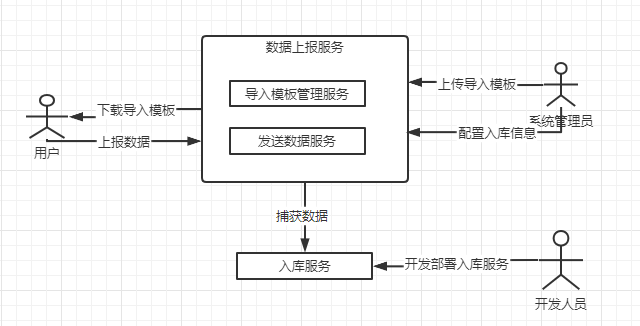 数据上报服务
导入模板管理服务
上传导入模板
下载导入模板
系统管理员
配置入库信息
发送数据服务
上报数据
用户
捕获数据
入库服务
开发部署入库服务
开发人员